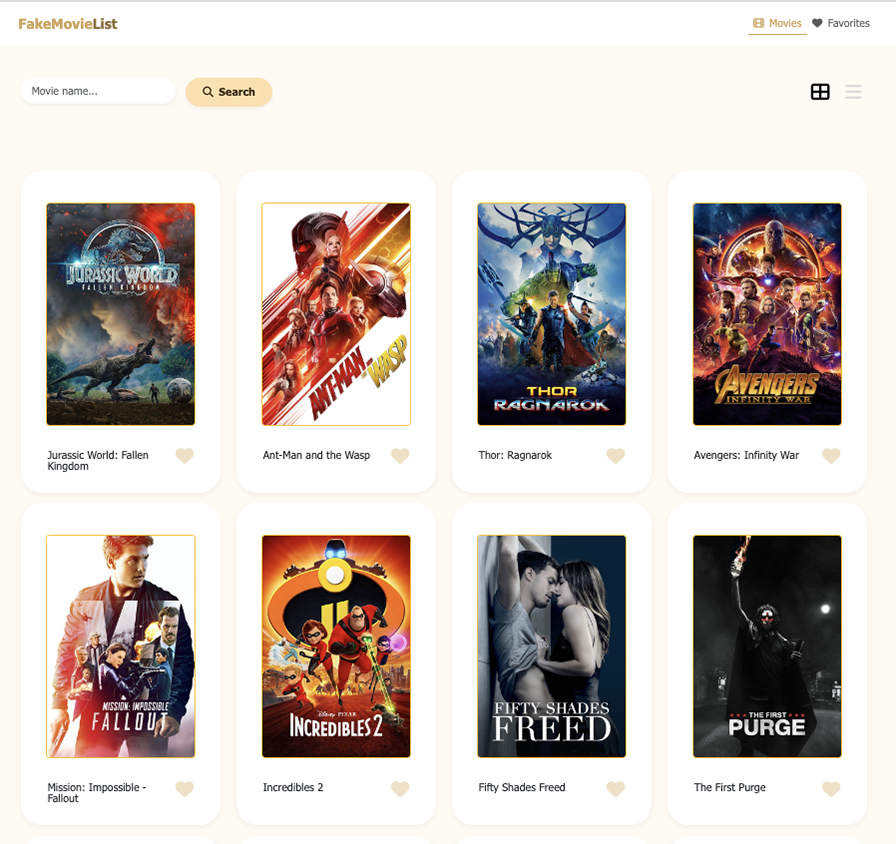 FakeMovieList
Movies
Favorites
Movie name...
Search
JURASSIC WORLD
FALLEN KINGDOM
ANT-MAN
AND THE
WASP
THOR
RAGNAROK
AVENGERS
INFINITY WAR
Jurassic World: Fallen
Kingdom
Ant-Man and the Wasp
Thor: Ragnarok
Avengers: Infinity War
MISSION: IMPOSSIBLE
FALLOUT
DISNEY PIXAR
INCREDIBLES 2
FIFTY SHADES
FREED
THE FIRST
PURGE
Mission: Impossible -
Fallout
Incredibles 2
Fifty Shades Freed
The First Purge